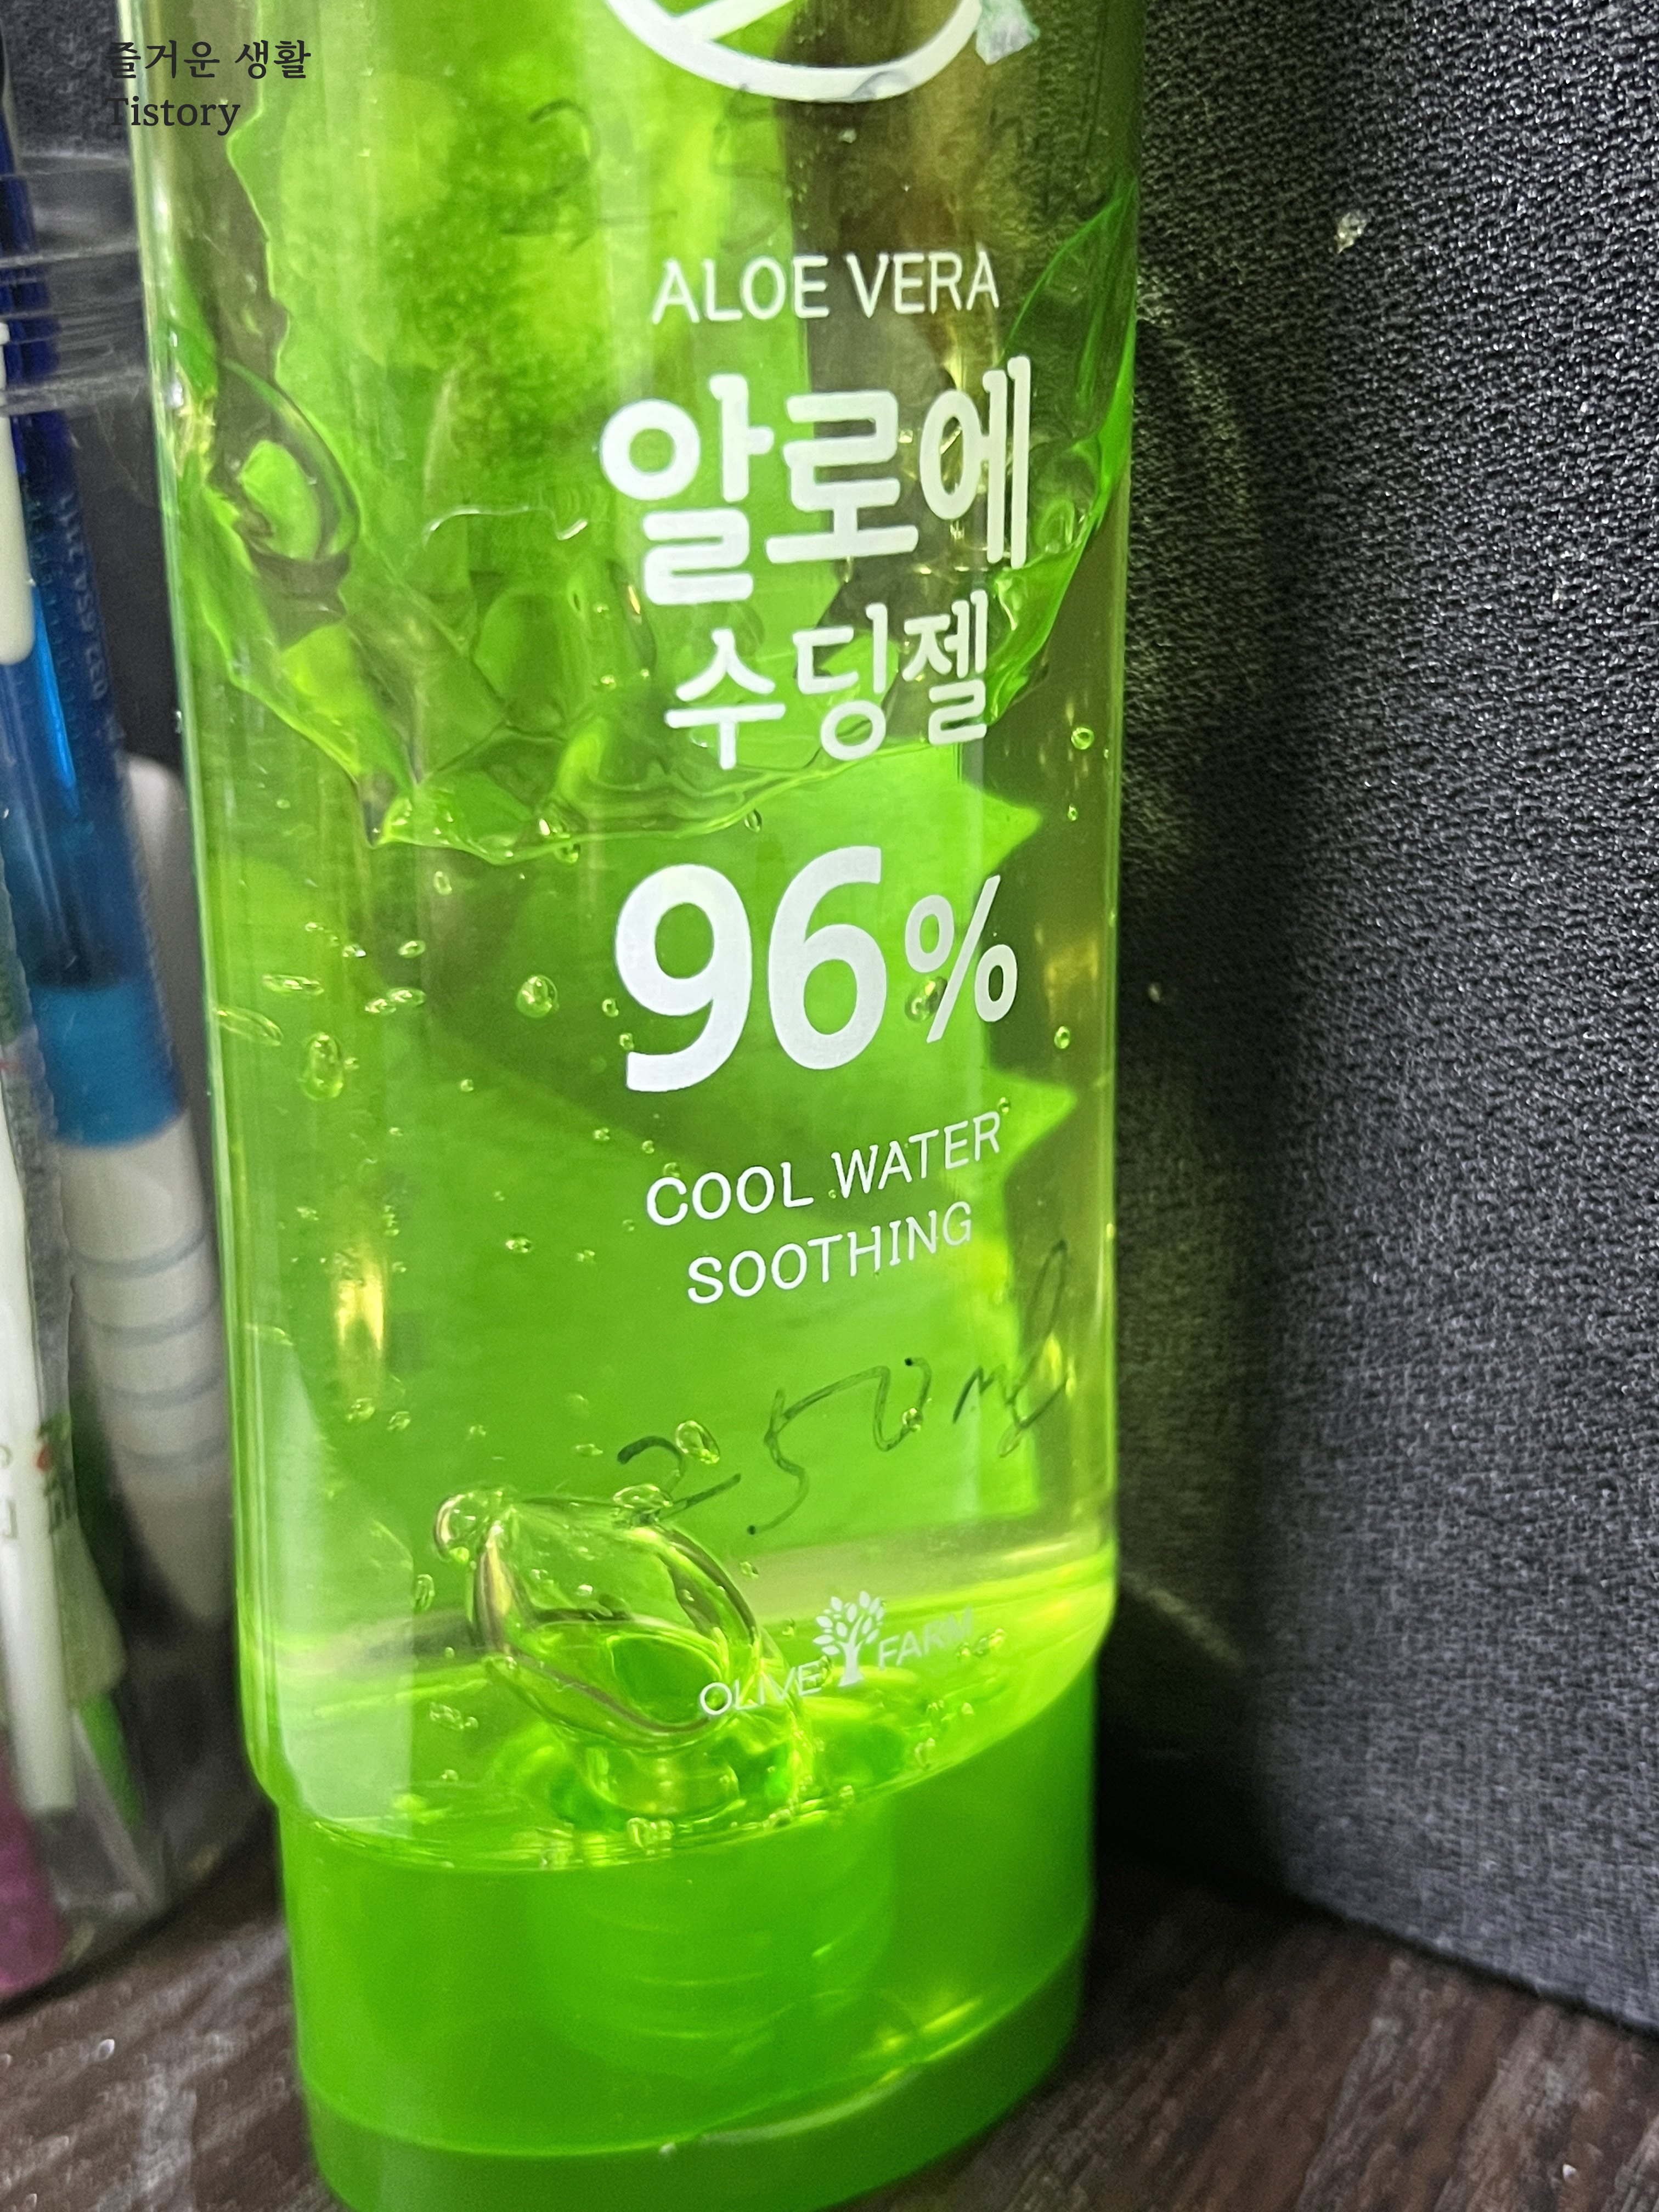 즐거운 생활
Tistory
ALOE VERA
알로에
수딩젤
96%
COOL WATER
SOOTHING
250ml
OLIVE FARM